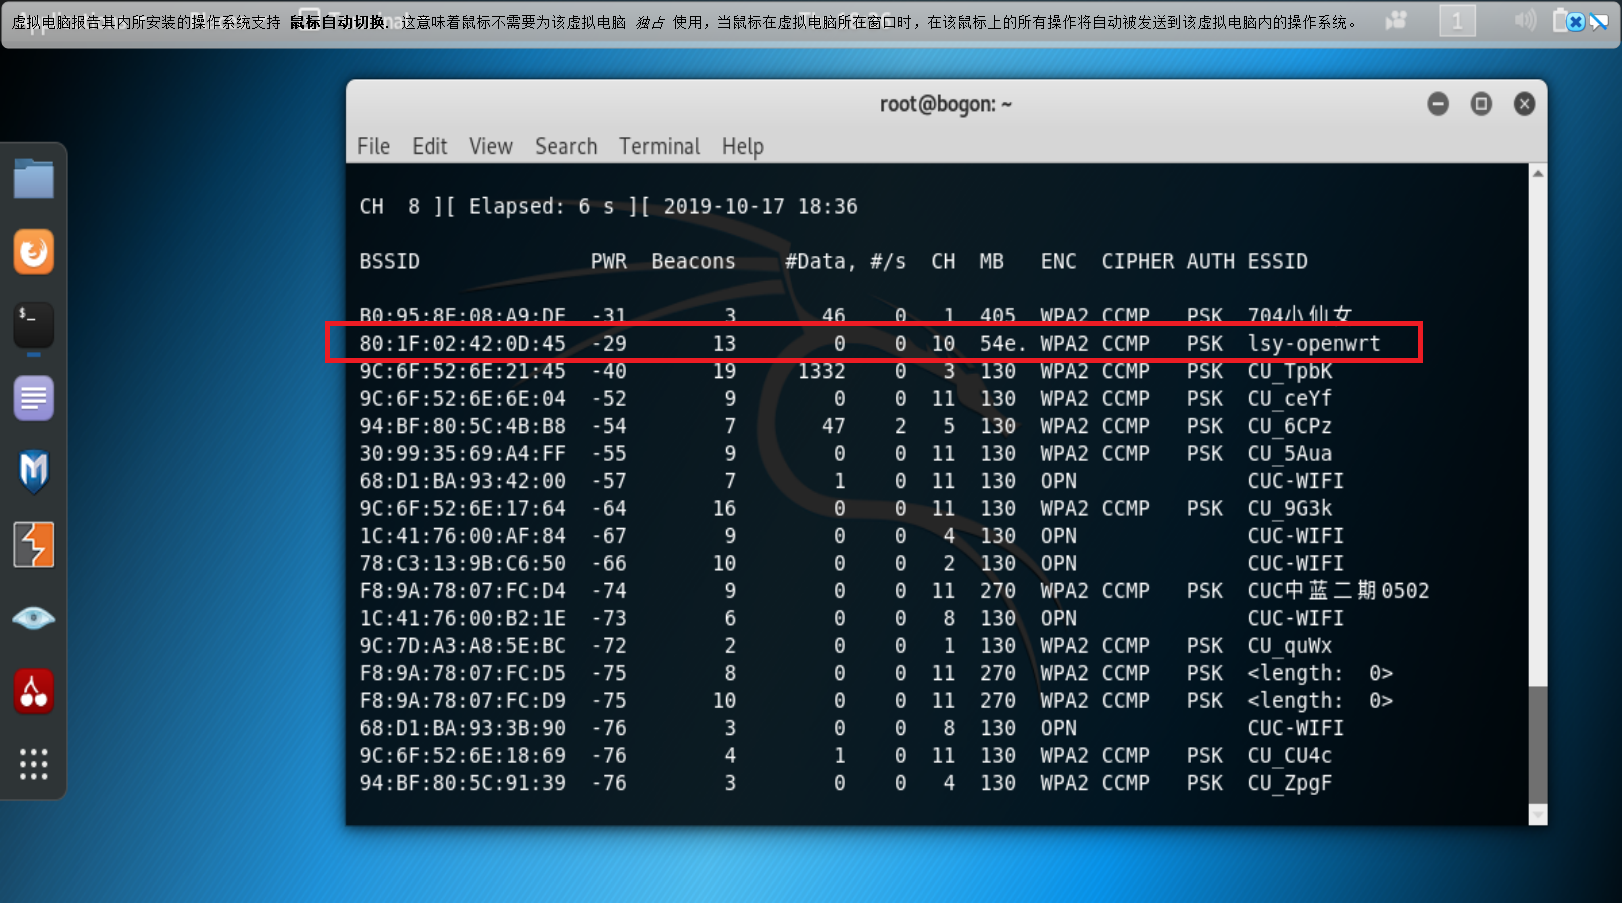 虚拟电脑报告其内所安装的操作系统支持 鼠标自动切换. 这意味着鼠标不需要为该虚拟电脑 独占 使用，当鼠标在虚拟电脑所在窗口时，在该鼠标上的所有操作将自动被发送到该虚拟电脑内的操作系统。
1
root@bogon: ~
File Edit View Search Terminal Help
CH 8 ][ Elapsed: 6 s ][ 2019-10-17 18:36
BSSID PWR Beacons #Data, #/s CH MB ENC CIPHER AUTH ESSID
B0:95:8E:08:A9:DE -31 3 46 0 1 405 WPA2 CCMP PSK 704小仙女
80:1F:02:42:0D:45 -29 13 0 0 10 54e. WPA2 CCMP PSK lsy-openwrt
9C:6F:52:6E:21:45 -40 19 1332 0 3 130 WPA2 CCMP PSK CU_TpbK
9C:6F:52:6E:6E:04 -52 9 0 0 11 130 WPA2 CCMP PSK CU_ceYf
94:BF:80:5C:4B:B8 -54 7 47 2 5 130 WPA2 CCMP PSK CU_6CPz
30:99:35:69:A4:FF -55 9 0 0 11 130 WPA2 CCMP PSK CU_5Aua
68:D1:BA:93:42:00 -57 7 1 0 11 130 OPN CUC-WIFI
9C:6F:52:6E:17:64 -64 16 0 0 11 130 WPA2 CCMP PSK CU_9G3k
1C:41:76:00:AF:84 -67 9 0 0 4 130 OPN CUC-WIFI
78:C3:13:9B:C6:50 -66 10 0 0 2 130 OPN CUC-WIFI
F8:9A:78:07:FC:D4 -74 9 0 0 11 270 WPA2 CCMP PSK CUC中蓝二期0502
1C:41:76:00:B2:1E -73 6 0 0 8 130 OPN CUC-WIFI
9C:7D:A3:A8:5E:BC -72 2 0 0 1 130 WPA2 CCMP PSK CU_quWx
F8:9A:78:07:FC:D5 -75 8 0 0 11 270 WPA2 CCMP PSK <length: 0>
F8:9A:78:07:FC:D9 -75 10 0 0 11 270 WPA2 CCMP PSK <length: 0>
68:D1:BA:93:3B:90 -76 3 0 0 8 130 OPN CUC-WIFI
9C:6F:52:6E:18:69 -76 4 1 0 11 130 WPA2 CCMP PSK CU_CU4c
94:BF:80:5C:91:39 -76 3 0 0 4 130 WPA2 CCMP PSK CU_ZpgF